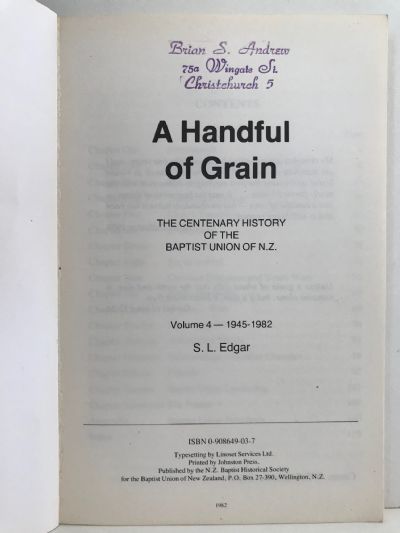 Brian S. Andrew
75a Wingate St.
Christchurch 5
A Handful
of Grain
THE CENTENARY HISTORY
OF THE
BAPTIST UNION OF N.Z.
Volume 4 — 1945-1982
S. L. Edgar
ISBN 0-908649-03-7
Typesetting by Linoset Services Ltd.
Printed by Johnston Press.
Published by the N.Z. Baptist Historical Society
for the Baptist Union of New Zealand, P.O. Box 27-390, Wellington, N.Z.
1982